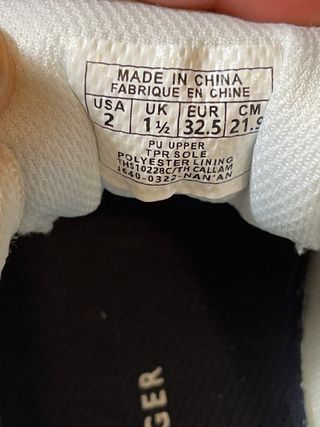 MADE IN CHINA
FABRIQUE EN CHINE
USA UK EUR CM
2 1½ 32.5 21.9
PU UPPER
TPR SOLE
POLYESTER LINING
THS10228C/TH CALLAM
1640-0322-NAN'AN
GER